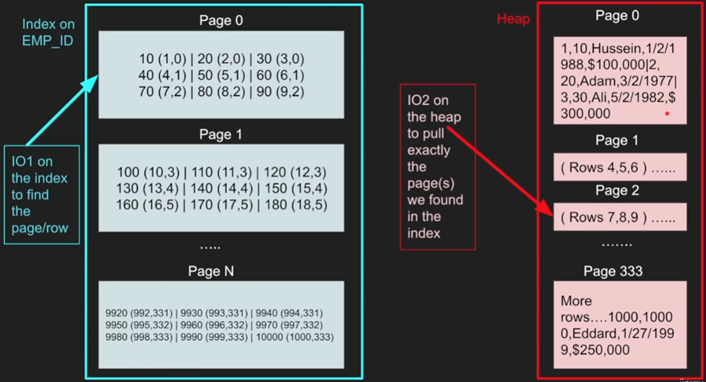 Index on
EMP_ID
Page 0
10 (1,0) | 20 (2,0) | 30 (3,0)
40 (4,1) | 50 (5,1) | 60 (6,1)
70 (7,2) | 80 (8,2) | 90 (9,2)
IO1 on
the index
to find
the
page/row
Page 1
100 (10,3) | 110 (11,3) | 120 (12,3)
130 (13,4) | 140 (14,4) | 150 (15,4)
160 (16,5) | 170 (17,5) | 180 (18,5)
.....
Page N
9920 (992,331) | 9930 (993,331) | 9940 (994,331)
9950 (995,332) | 9960 (996,332) | 9970 (997,332)
9980 (998,333) | 9990 (999,333) | 10000 (1000,333)
IO2 on
the heap
to pull
exactly
the
page(s)
we found
in the
index
Heap
Page 0
1,10,Hussein,1/2/1
988,$100,000|2,
20,Adam,3/2/1977|
3,30,Ali,5/2/1982,$
300,000
Page 1
( Rows 4,5,6 ) ......
Page 2
( Rows 7,8,9 ) ......
.......
Page 333
More
rows....1000,1000
0,Eddard,1/27/199
9,$250,000